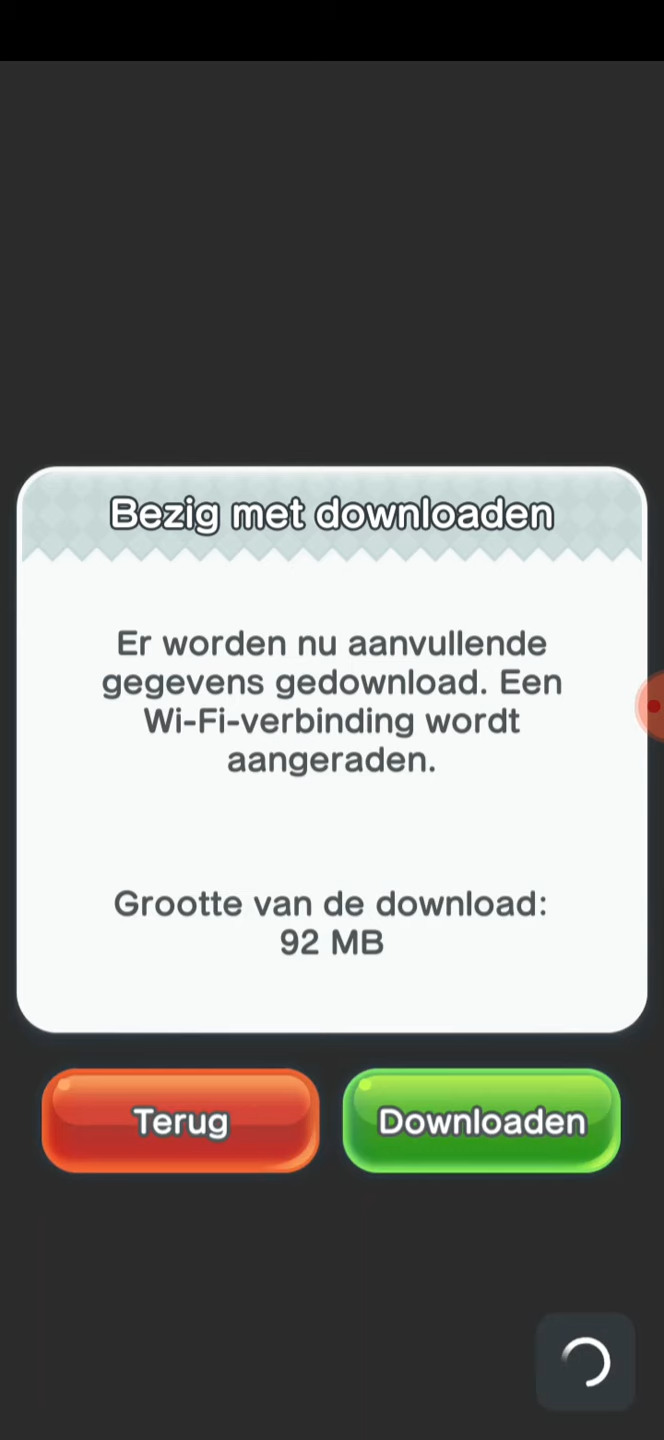 Bezig met downloaden
Er worden nu aanvullende
gegevens gedownload. Een
Wi-Fi-verbinding wordt
aangeraden.
Grootte van de download:
92 MB
Terug
Downloaden